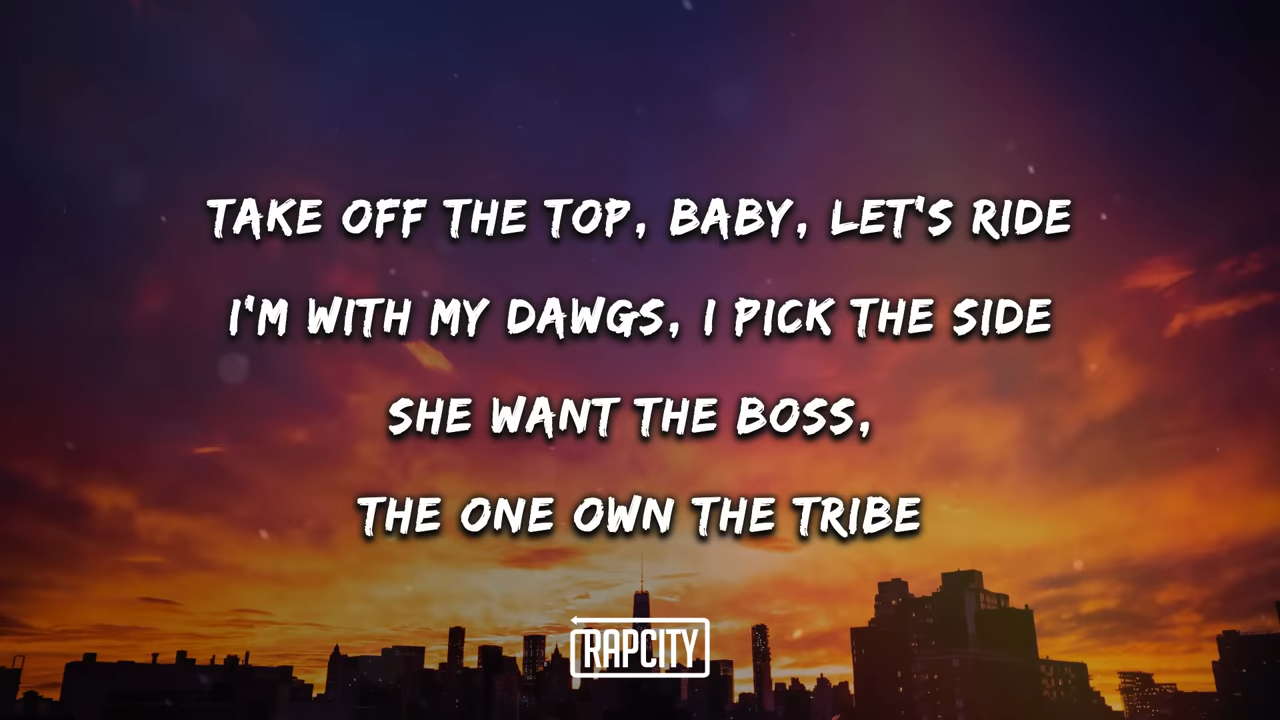 TAKE OFF THE TOP, BABY, LET'S RIDE
I'M WITH MY DAWGS, I PICK THE SIDE
SHE WANT THE BOSS,
THE ONE OWN THE TRIBE
RAPCITY